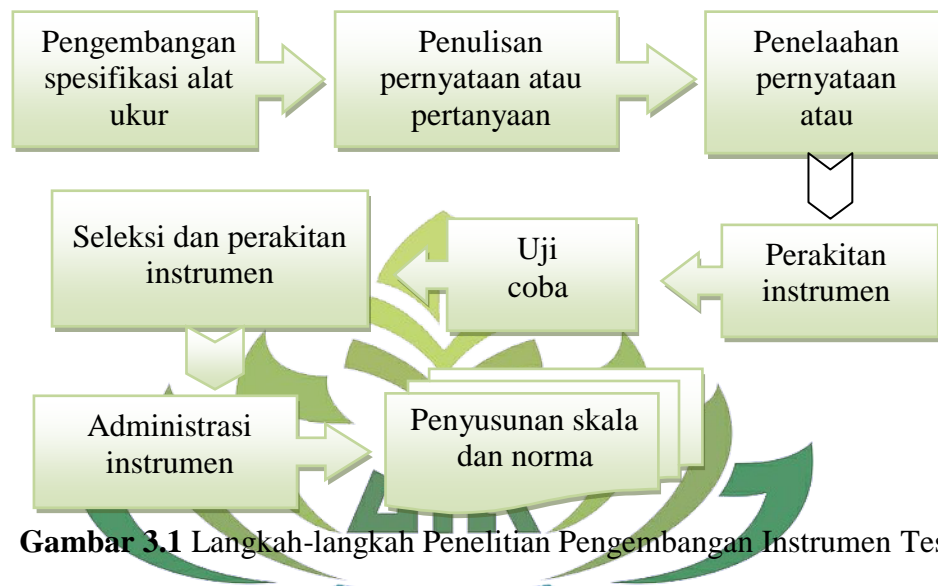 Pengembangan
spesifikasi alat
ukur
Penulisan
pernyataan atau
pertanyaan
Penelaahan
pernyataan
atau
Perakitan
instrumen
Uji
coba
Seleksi dan perakitan
instrumen
Administrasi
instrumen
Penyusunan skala
dan norma
Gambar 3.1 Langkah-langkah Penelitian Pengembangan Instrumen Tes